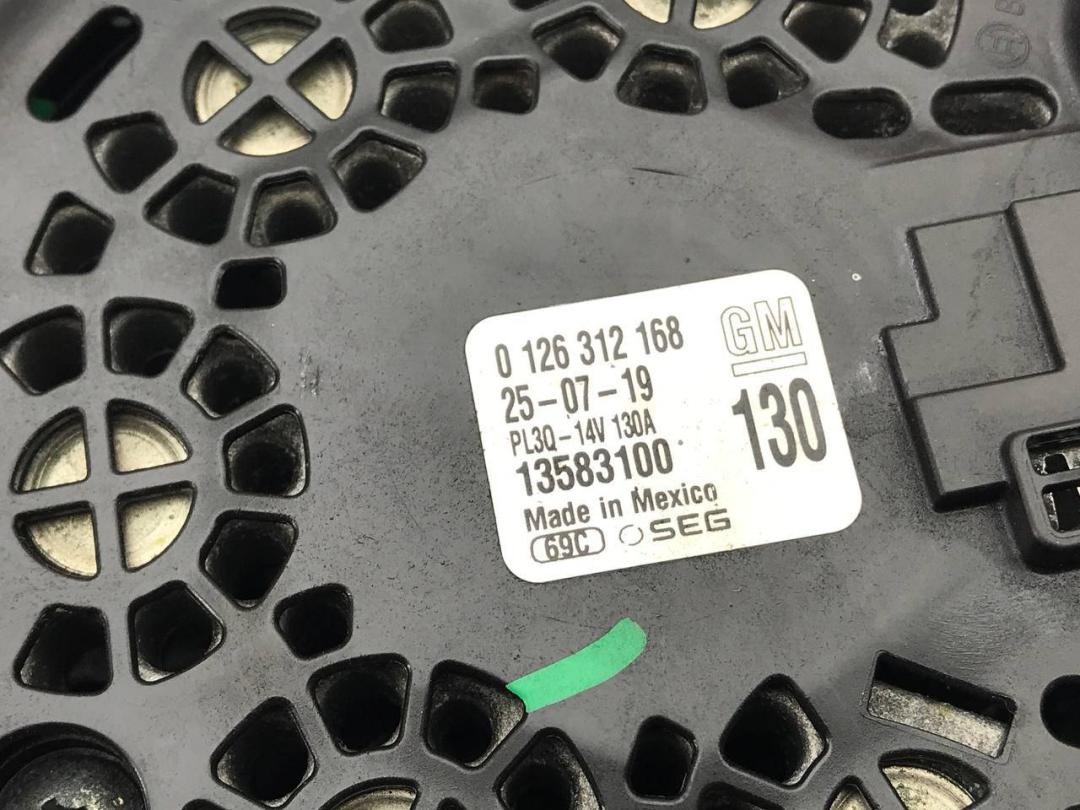 0 126 312 168
GM
25-07-19
PL3Q-14V 130A
130
13583100
Made in Mexico
69C SEG